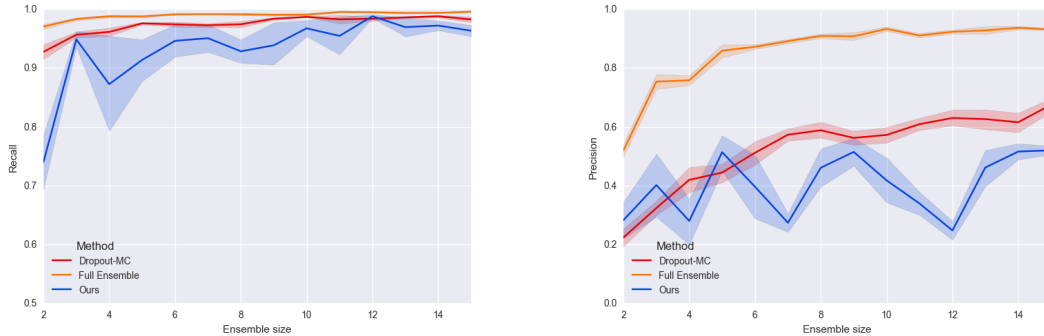 1.0
0.9
0.8
0.7
0.6
0.5
Recall
Method
Dropout-MC
Full Ensemble
Ours
2 4 6 8 10 12 14
Ensemble size
1.0
0.8
0.6
0.4
0.2
0.0
Precision
Method
Dropout-MC
Full Ensemble
Ours
2 4 6 8 10 12 14
Ensemble size